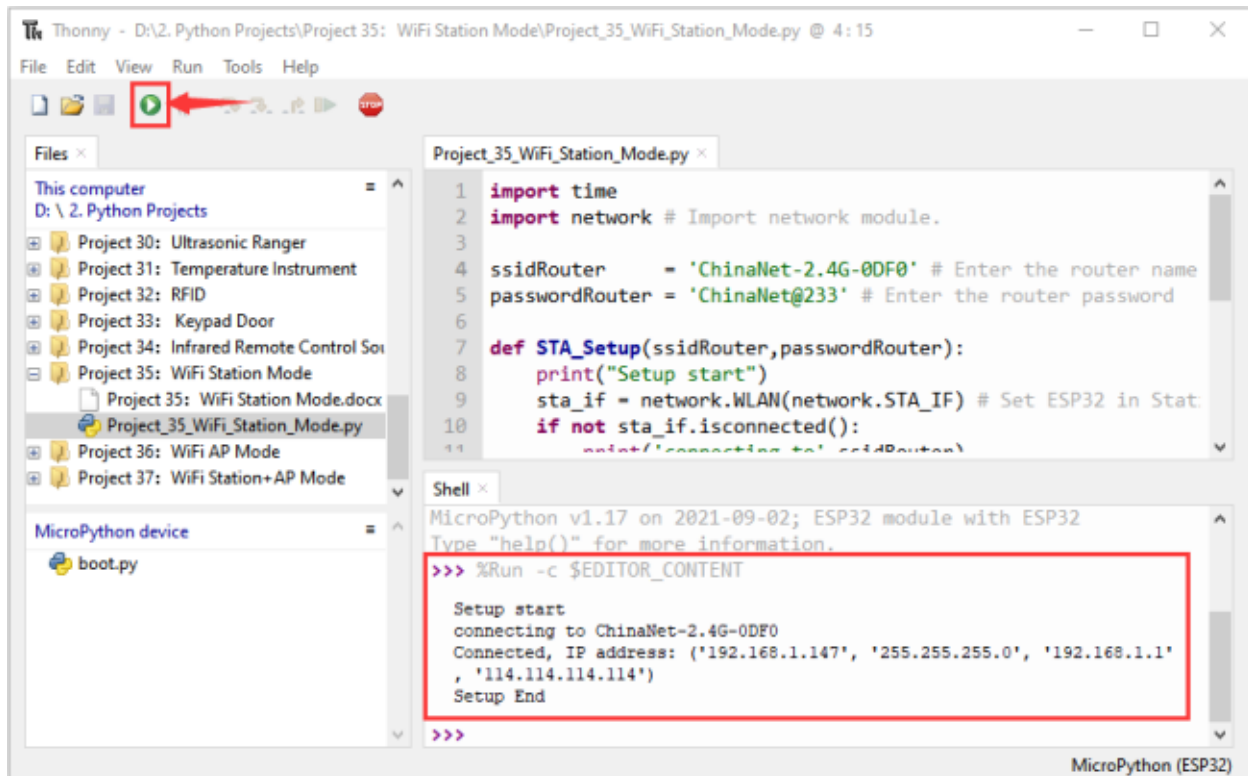 Thonny - D:\2. Python Projects\Project 35: WiFi Station Mode\Project_35_WiFi_Station_Mode.py @ 4:15
File Edit View Run Tools Help
STOP
Files
This computer
D: \ 2. Python Projects
Project 30: Ultrasonic Ranger
Project 31: Temperature Instrument
Project 32: RFID
Project 33: Keypad Door
Project 34: Infrared Remote Control Sou
Project 35: WiFi Station Mode
Project 35: WiFi Station Mode.docx
Project_35_WiFi_Station_Mode.py
Project 36: WiFi AP Mode
Project 37: WiFi Station+AP Mode
MicroPython device
boot.py
Project_35_WiFi_Station_Mode.py
1 import time
2 import network # Import network module.
3
4 ssidRouter     = 'ChinaNet-2.4G-0DF0' # Enter the router name
5 passwordRouter = 'ChinaNet@233' # Enter the router password
6
7 def STA_Setup(ssidRouter,passwordRouter):
8     print("Setup start")
9     sta_if = network.WLAN(network.STA_IF) # Set ESP32 in Stat
10     if not sta_if.isconnected():
11         print('connecting to',ssidRouter)
Shell
MicroPython v1.17 on 2021-09-02; ESP32 module with ESP32
Type "help()" for more information.
>>> %Run -c $EDITOR_CONTENT
Setup start
connecting to ChinaNet-2.4G-0DF0
Connected, IP address: ('192.168.1.147', '255.255.255.0', '192.168.1.1'
, '114.114.114.114')
Setup End
>>>
MicroPython (ESP32)